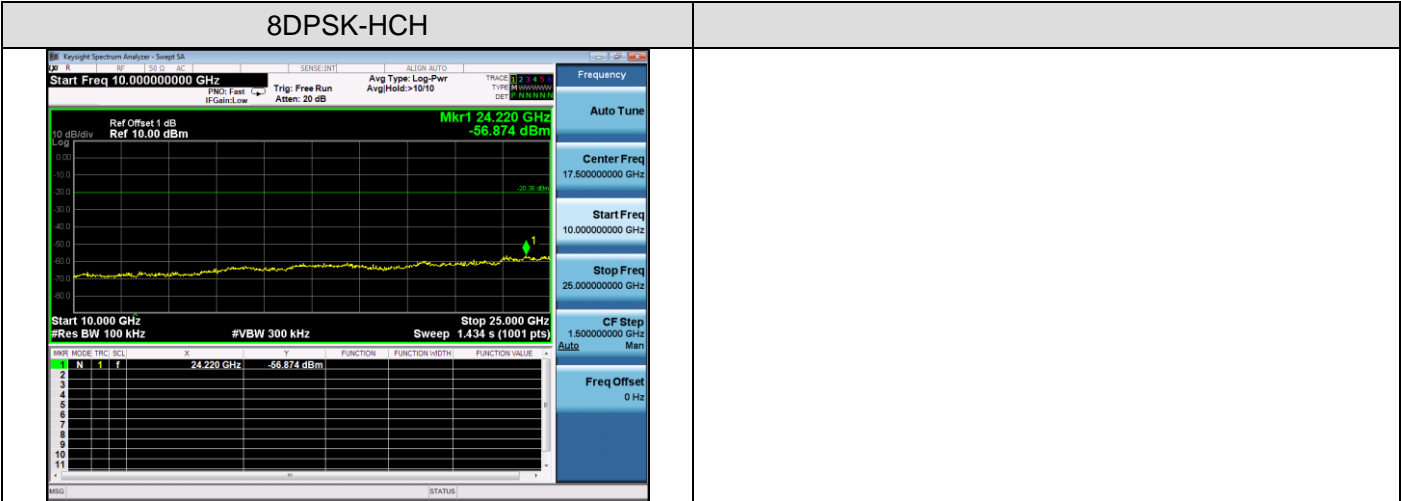 8DPSK-HCH
Keysight Spectrum Analyzer - Swept SA
R RF 50 Ω AC SENSE:INT ALIGN AUTO
Start Freq 10.000000000 GHz
PNO: Fast
IFGain:Low
Trig: Free Run
Atten: 20 dB
Avg Type: Log-Pwr
Avg|Hold:>10/10
TRACE 1 2 3 4 5 6
TYPE M WWWWW
DET P N N N N N
Frequency
Auto Tune
Center Freq
17.500000000 GHz
Start Freq
10.000000000 GHz
Stop Freq
25.000000000 GHz
CF Step
1.500000000 GHz
Auto Man
Freq Offset
0 Hz
Ref Offset 1 dB
10 dB/div Ref 10.00 dBm
Log
Mkr1 24.220 GHz
-56.874 dBm
0.00
-10.0
-20.0
-30.0
-40.0
-50.0
-60.0
-70.0
-80.0
-20.36 dBm
1
Start 10.000 GHz Stop 25.000 GHz
#Res BW 100 kHz #VBW 300 kHz Sweep 1.434 s (1001 pts)
MKR MODE TRC SCL X Y FUNCTION FUNCTION WIDTH FUNCTION VALUE
1 N 1 f 24.220 GHz -56.874 dBm
2
3
4
5
6
7
8
9
10
11
MSG STATUS